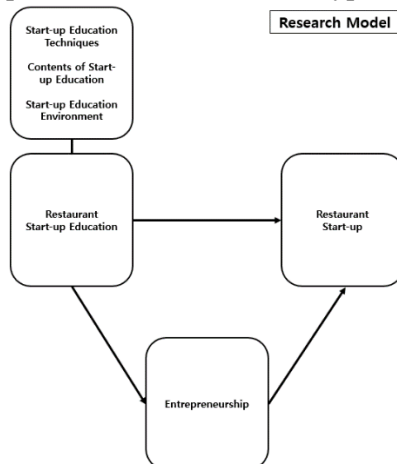 Research Model
Start-up Education
Techniques
Contents of Start-
up Education
Start-up Education
Environment
Restaurant
Start-up Education
Restaurant
Start-up
Entrepreneurship